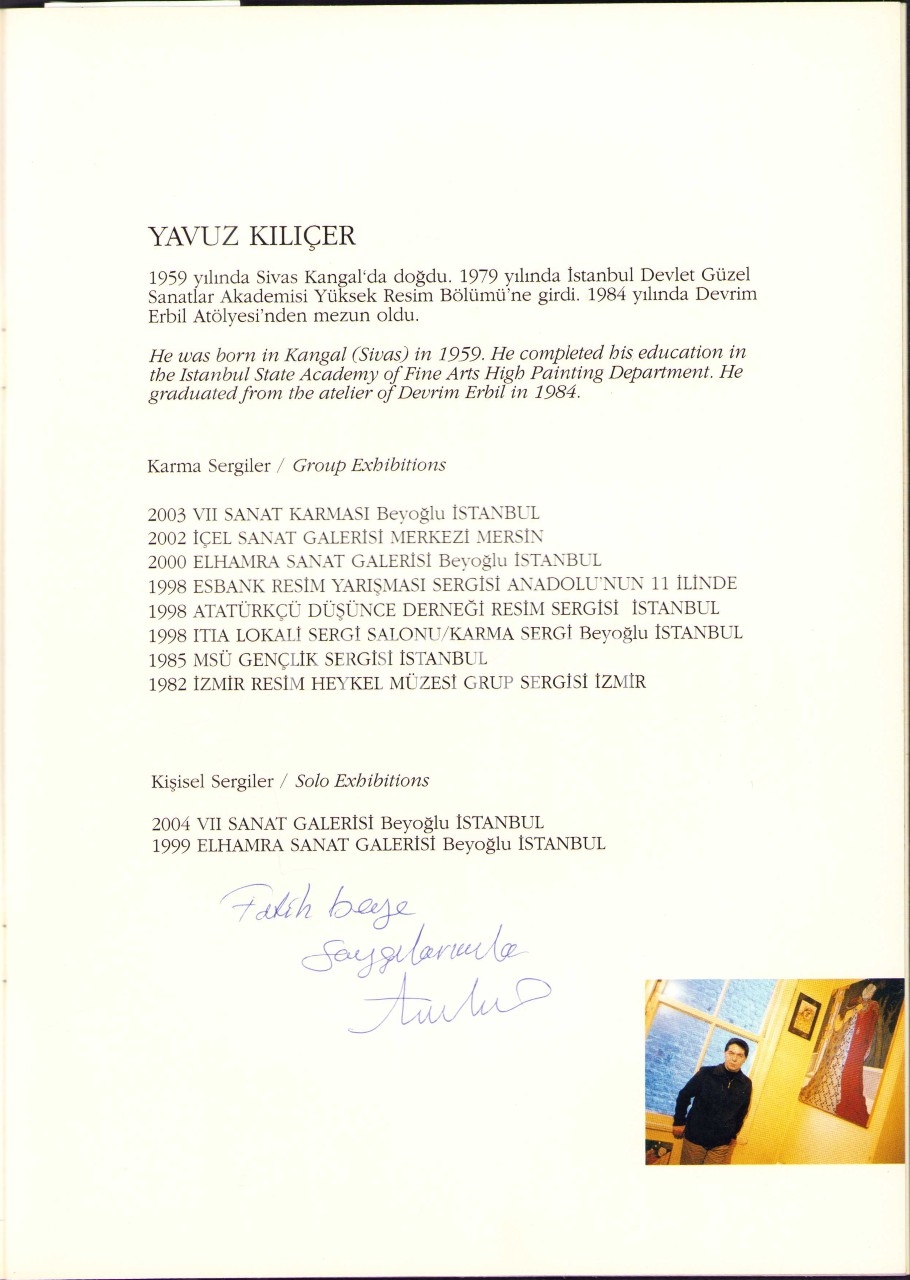 YAVUZ KILIÇER
1959 yılında Sivas Kangal'da doğdu. 1979 yılında İstanbul Devlet Güzel
Sanatlar Akademisi Yüksek Resim Bölümü'ne girdi. 1984 yılında Devrim
Erbil Atölyesi'nden mezun oldu.
He was born in Kangal (Sivas) in 1959. He completed his education in
the Istanbul State Academy of Fine Arts High Painting Department. He
graduated from the atelier of Devrim Erbil in 1984.
Karma Sergiler / Group Exhibitions
2003 VII SANAT KARMASI Beyoğlu İSTANBUL
2002 İÇEL SANAT GALERİSİ MERKEZİ MERSİN
2000 ELHAMRA SANAT GALERİSİ Beyoğlu İSTANBUL
1998 ESBANK RESİM YARIŞMASI SERGİSİ ANADOLU'NUN 11 İLİNDE
1998 ATATÜRKÇÜ DÜŞÜNCE DERNEĞİ RESİM SERGİSİ İSTANBUL
1998 ITIA LOKALİ SERGİ SALONU/KARMA SERGİ Beyoğlu İSTANBUL
1985 MSÜ GENÇLİK SERGİSİ İSTANBUL
1982 İZMİR RESİM HEYKEL MÜZESİ GRUP SERGİSİ İZMİR
Kişisel Sergiler / Solo Exhibitions
2004 VII SANAT GALERİSİ Beyoğlu İSTANBUL
1999 ELHAMRA SANAT GALERİSİ Beyoğlu İSTANBUL
Fatih beye
Saygılarımla